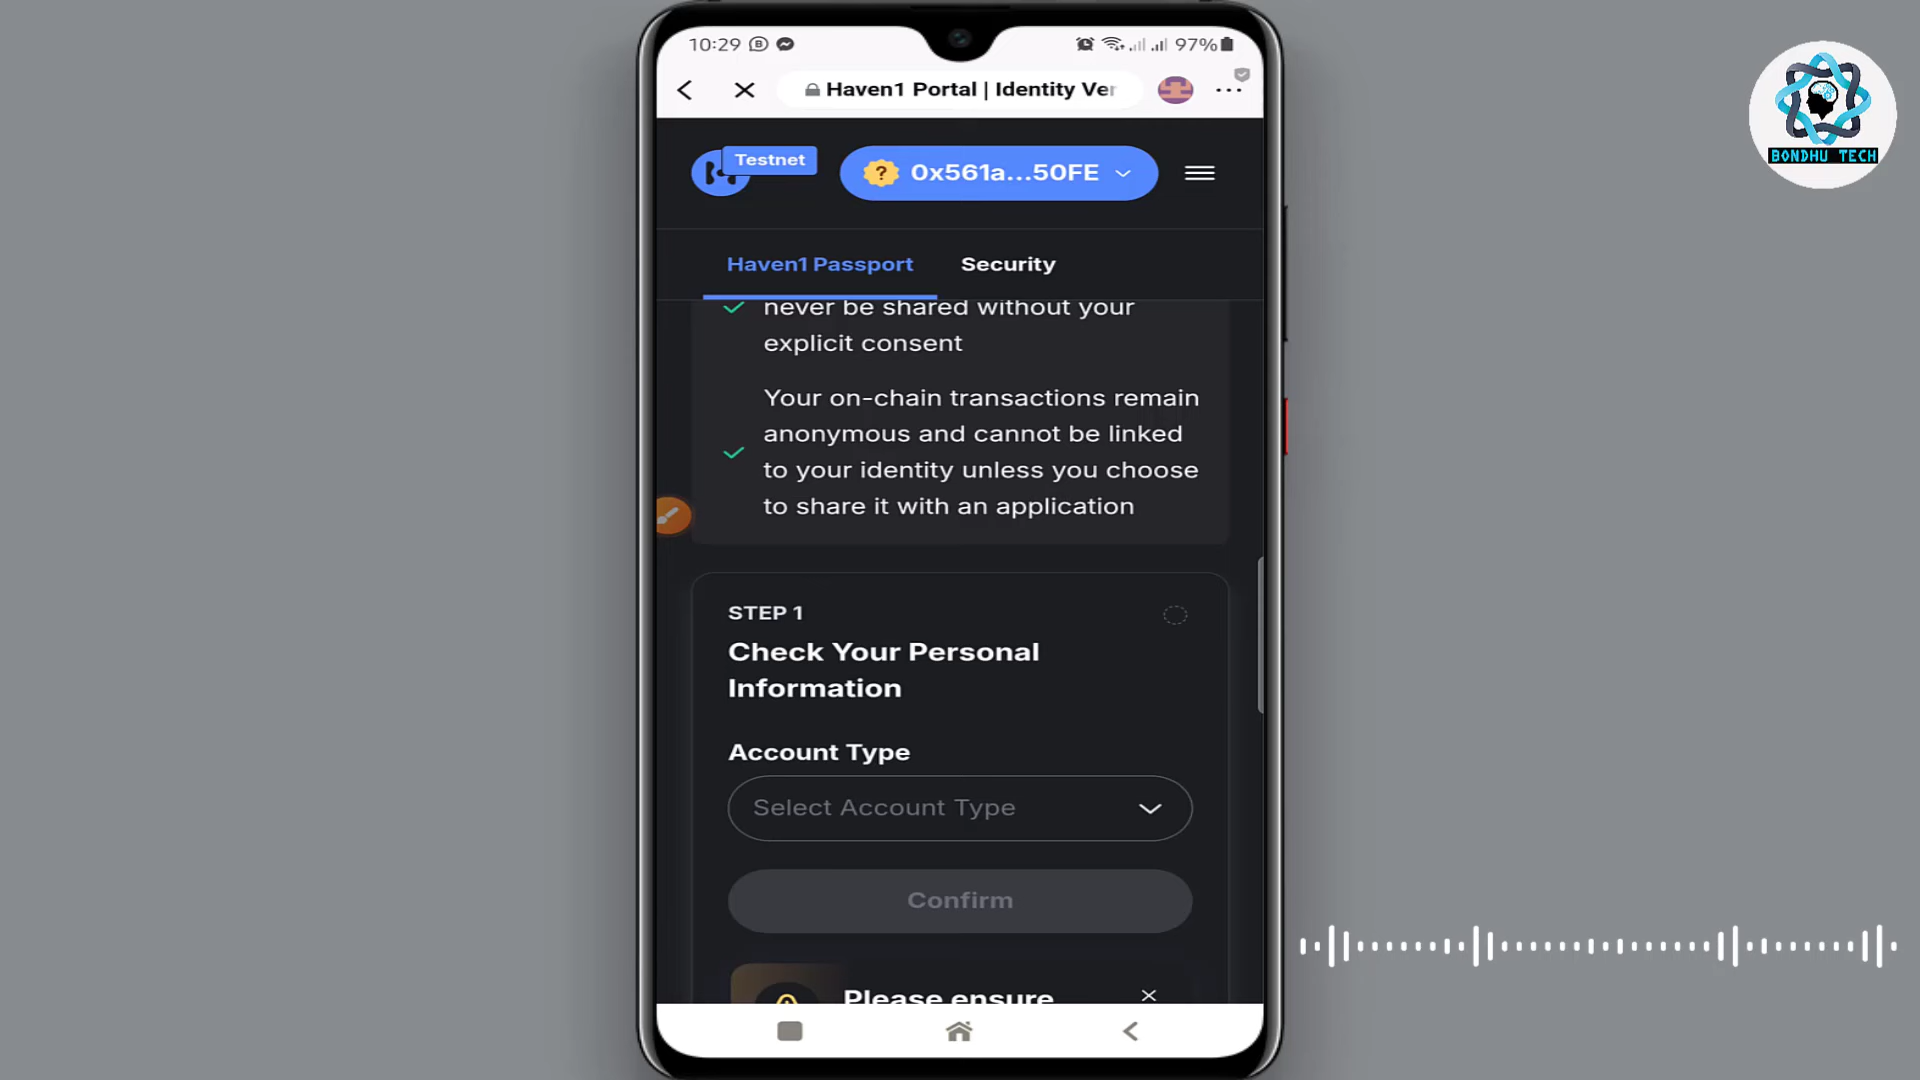 10:29
97%
Haven1 Portal | Identity Ver
BONDHU TECH
Testnet
0x561a...50FE
Haven1 Passport
Security
never be shared without your
explicit consent
Your on-chain transactions remain
anonymous and cannot be linked
to your identity unless you choose
to share it with an application
STEP 1
Check Your Personal
Information
Account Type
Select Account Type
Confirm
Please ensure